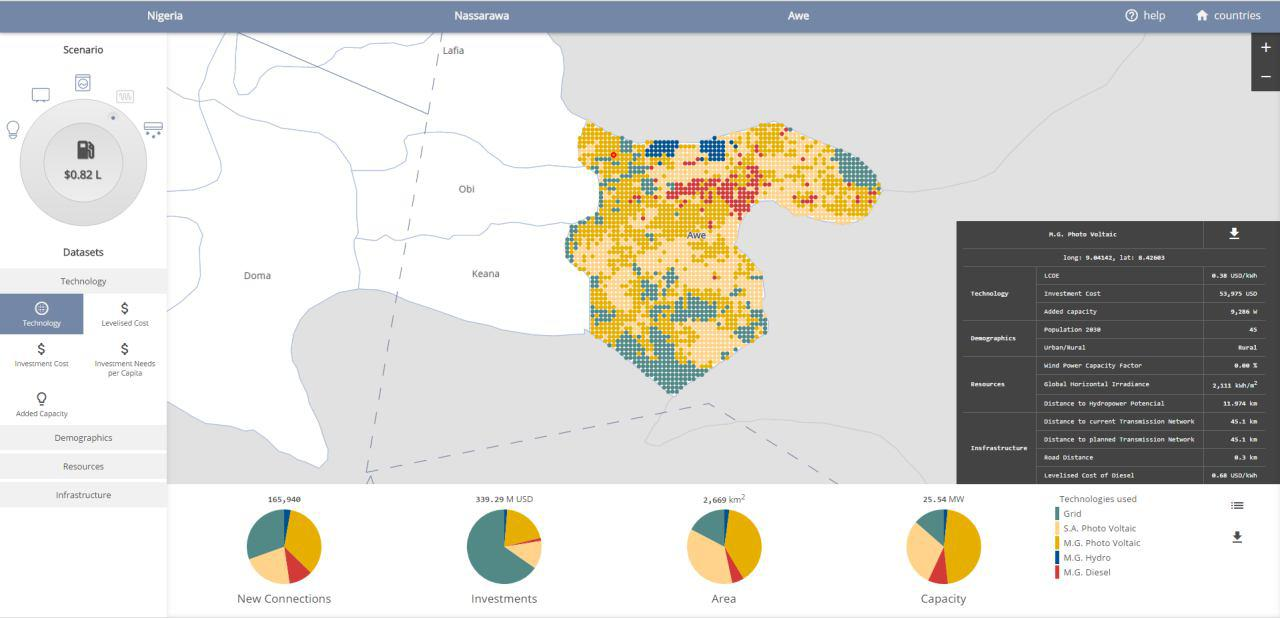 Nigeria Nassarawa Awe help countries
Scenario
$0.82 L
Datasets
Technology
Technology Levelised Cost
Investment Cost Investment Needs
per Capita
Added Capacity
Demographics
Resources
Infrastructure
Lafia
Obi
Awe
Doma
Keana
+
−
M.G. Photo Voltaic
long: 9.04142, lat: 8.42603
Technology
LCOE 0.38 USD/kWh
Investment Cost 53,975 USD
Added capacity 9,286 W
Demographics
Population 2030 45
Urban/Rural Rural
Resources
Wind Power Capacity Factor 0.00 %
Global Horizontal Irradiance 2,111 kWh/m²
Distance to Hydropower Potencial 11.974 km
Insfrastructure
Distance to current Transmission Network 45.1 km
Distance to planned Transmission Network 45.1 km
Road Distance 0.3 km
Levelised Cost of Diesel 0.68 USD/kWh
165,940
New Connections
339.29 M USD
Investments
2,669 km²
Area
25.54 MW
Capacity
Technologies used
Grid
S.A. Photo Voltaic
M.G. Photo Voltaic
M.G. Hydro
M.G. Diesel